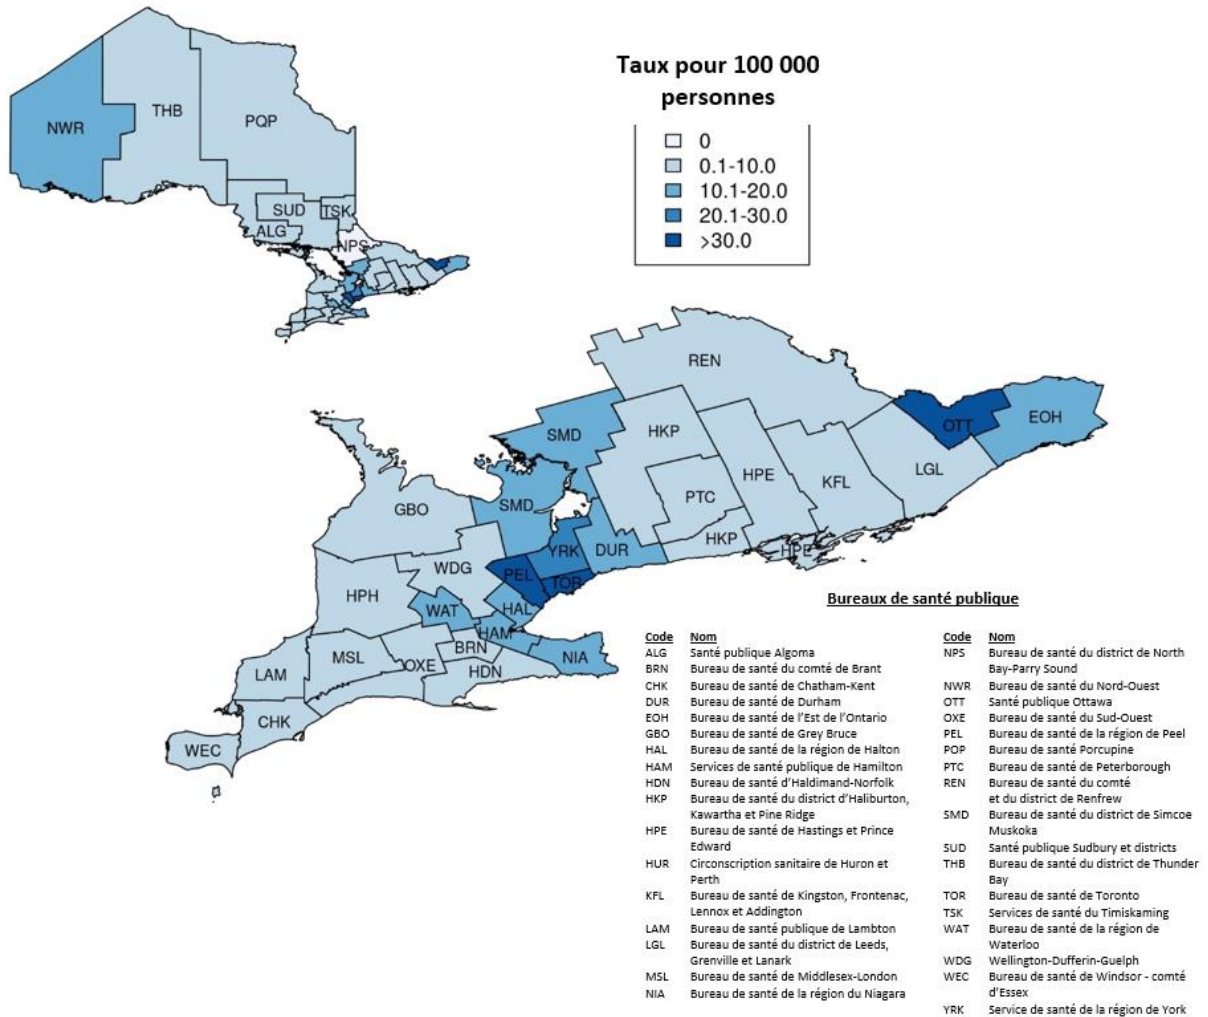 Taux pour 100 000
personnes
0
0.1-10.0
10.1-20.0
20.1-30.0
>30.0
NWR
THB
PQP
SUD
TSK
ALG
NPS
REN
SMD
HKP
OTT
EOH
HPE
KFL
LGL
PTC
GBO
SMD
YRK
DUR
HKP
HPE
WDG
PEL
TOR
HPH
WAT
HAL
HAM
BRN
NIA
MSL
OXE
HDN
LAM
CHK
WEC
Bureaux de santé publique
Code Nom
ALG Santé publique Algoma
BRN Bureau de santé du comté de Brant
CHK Bureau de santé de Chatham-Kent
DUR Bureau de santé de Durham
EOH Bureau de santé de l'Est de l'Ontario
GBO Bureau de santé de Grey Bruce
HAL Bureau de santé de la région de Halton
HAM Services de santé publique de Hamilton
HDN Bureau de santé d'Haldimand-Norfolk
HKP Bureau de santé du district d'Haliburton,
Kawartha et Pine Ridge
HPE Bureau de santé de Hastings et Prince
Edward
HUR Circonscription sanitaire de Huron et
Perth
KFL Bureau de santé de Kingston, Frontenac,
Lennox et Addington
LAM Bureau de santé publique de Lambton
LGL Bureau de santé du district de Leeds,
Grenville et Lanark
MSL Bureau de santé de Middlesex-London
NIA Bureau de santé de la région du Niagara
Code Nom
NPS Bureau de santé du district de North
Bay-Parry Sound
NWR Bureau de santé du Nord-Ouest
OTT Santé publique Ottawa
OXE Bureau de santé du Sud-Ouest
PEL Bureau de santé de la région de Peel
POP Bureau de santé Porcupine
PTC Bureau de santé de Peterborough
REN Bureau de santé du comté
et du district de Renfrew
SMD Bureau de santé du district de Simcoe
Muskoka
SUD Santé publique Sudbury et districts
THB Bureau de santé du district de Thunder
Bay
TOR Bureau de santé de Toronto
TSK Services de santé du Timiskaming
WAT Bureau de santé de la région de
Waterloo
WDG Wellington-Dufferin-Guelph
WEC Bureau de santé de Windsor - comté
d'Essex
YRK Service de santé de la région de York